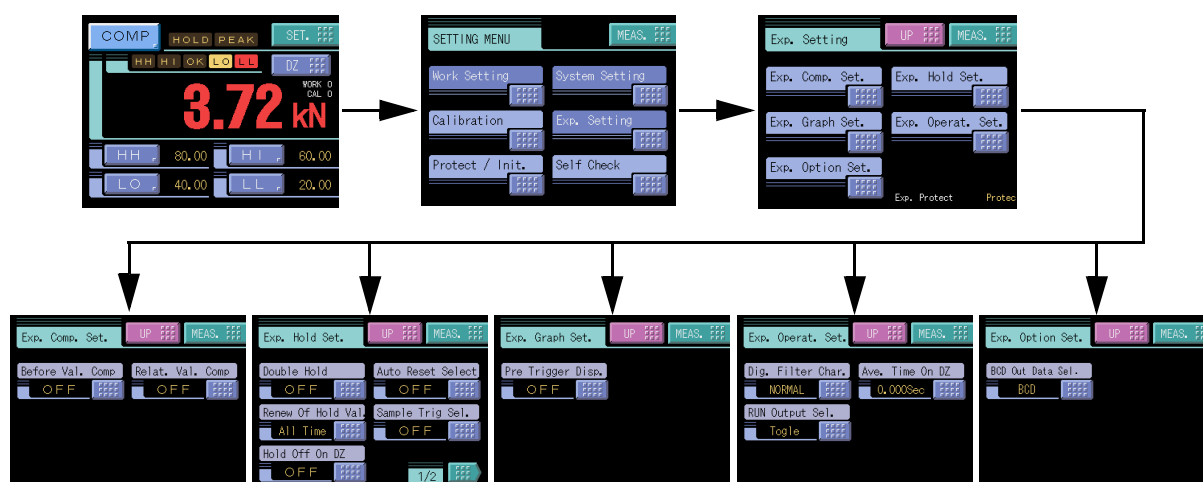 COMP HOLD PEAK SET.
HH HI OK LO LL DZ
WORK 0
CAL 0
3.72 kN
HH 80.00 HI 60.00
LO 40.00 LL 20.00
SETTING MENU MEAS.
Work Setting System Setting
Calibration Exp. Setting
Protect / Init. Self Check
Exp. Setting UP MEAS.
Exp. Comp. Set. Exp. Hold Set.
Exp. Graph Set. Exp. Operat. Set.
Exp. Option Set.
Exp. Protect Protec
Exp. Comp. Set. UP MEAS.
Before Val. Comp Relat. Val. Comp
OFF OFF
Exp. Hold Set. UP MEAS.
Double Hold Auto Reset Select
OFF OFF
Renew Of Hold Val. Sample Trig Sel.
All Time OFF
Hold Off On DZ
OFF 1/2
Exp. Graph Set. UP MEAS.
Pre Trigger Disp.
OFF
Exp. Operat. Set. UP MEAS.
Dig. Filter Char. Ave. Time On DZ
NORMAL 0.000Sec
RUN Output Sel.
Togle
Exp. Option Set. UP MEAS.
BCD Out Data Sel.
BCD